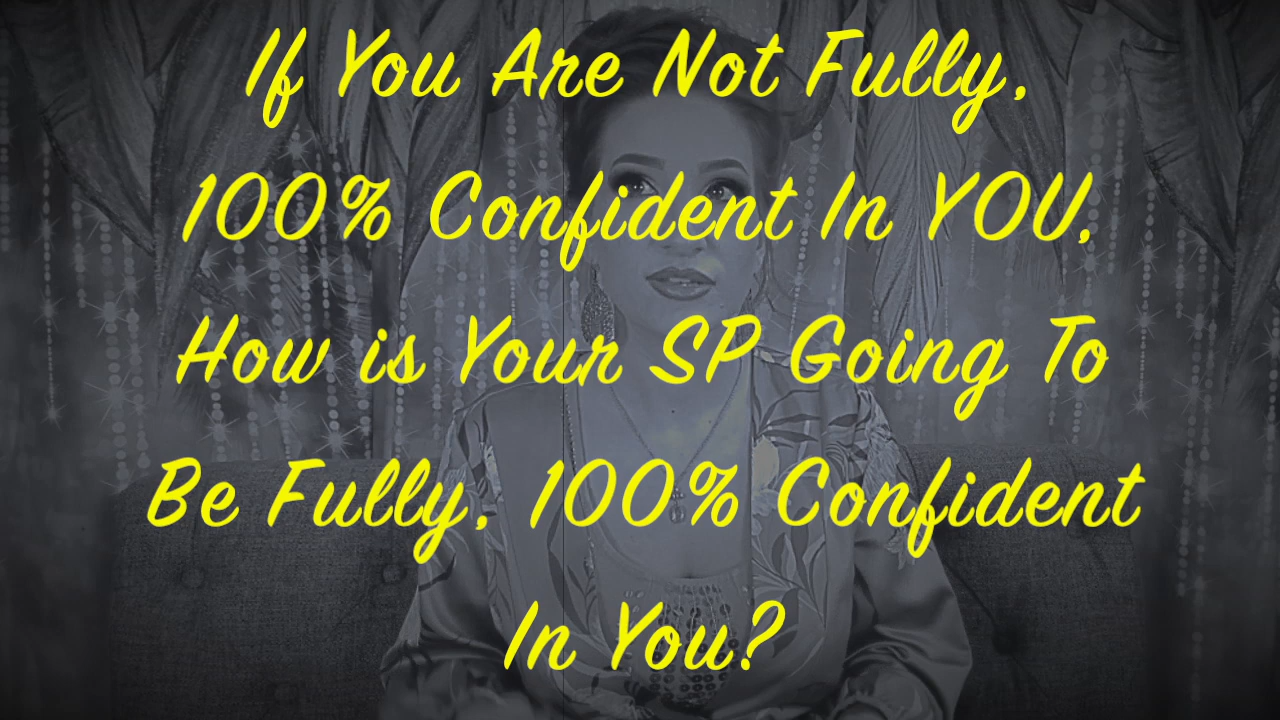 If You Are Not Fully,
100% Confident In YOU,
How is Your SP Going To
Be Fully, 100% Confident
In You?